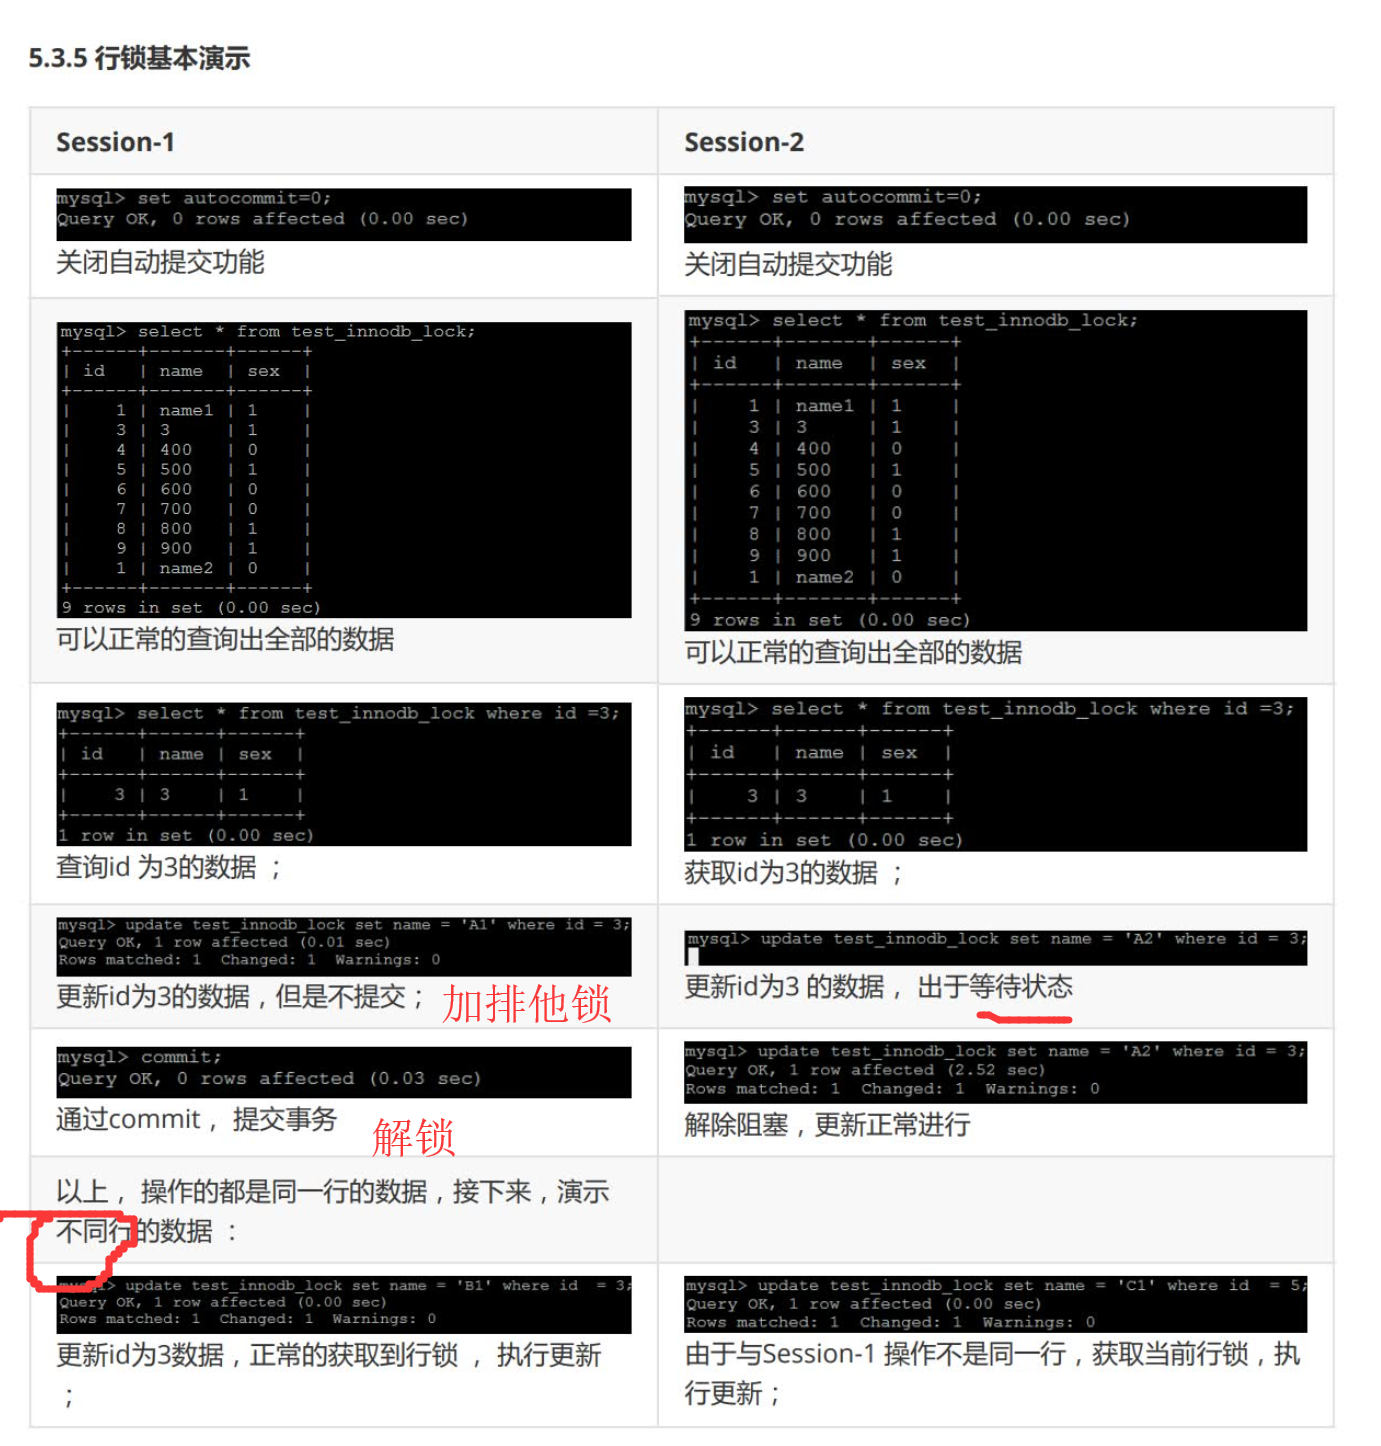 5.3.5 行锁基本演示
Session-1
Session-2
mysql> set autocommit=0;
Query OK, 0 rows affected (0.00 sec)
关闭自动提交功能
mysql> set autocommit=0;
Query OK, 0 rows affected (0.00 sec)
关闭自动提交功能
mysql> select * from test_innodb_lock;
+------+-------+------+
| id | name | sex |
+------+-------+------+
| 1 | name1 | 1 |
| 3 | 3 | 1 |
| 4 | 400 | 0 |
| 5 | 500 | 1 |
| 6 | 600 | 0 |
| 7 | 700 | 0 |
| 8 | 800 | 1 |
| 9 | 900 | 1 |
| 1 | name2 | 0 |
+------+-------+------+
9 rows in set (0.00 sec)
可以正常的查询出全部的数据
mysql> select * from test_innodb_lock;
+------+-------+------+
| id | name | sex |
+------+-------+------+
| 1 | name1 | 1 |
| 3 | 3 | 1 |
| 4 | 400 | 0 |
| 5 | 500 | 1 |
| 6 | 600 | 0 |
| 7 | 700 | 0 |
| 8 | 800 | 1 |
| 9 | 900 | 1 |
| 1 | name2 | 0 |
+------+-------+------+
9 rows in set (0.00 sec)
可以正常的查询出全部的数据
mysql> select * from test_innodb_lock where id =3;
+------+------+------+
| id | name | sex |
+------+------+------+
| 3 | 3 | 1 |
+------+------+------+
1 row in set (0.00 sec)
查询id 为3的数据 ；
mysql> select * from test_innodb_lock where id =3;
+------+------+------+
| id | name | sex |
+------+------+------+
| 3 | 3 | 1 |
+------+------+------+
1 row in set (0.00 sec)
获取id为3的数据 ；
mysql> update test_innodb_lock set name = 'A1' where id = 3;
Query OK, 1 row affected (0.01 sec)
Rows matched: 1 Changed: 1 Warnings: 0
更新id为3的数据，但是不提交； 加排他锁
mysql> update test_innodb_lock set name = 'A2' where id = 3;
更新id为3 的数据， 出于等待状态
mysql> commit;
Query OK, 0 rows affected (0.03 sec)
通过commit， 提交事务
解锁
mysql> update test_innodb_lock set name = 'A2' where id = 3;
Query OK, 1 row affected (2.52 sec)
Rows matched: 1 Changed: 1 Warnings: 0
解除阻塞，更新正常进行
以上， 操作的都是同一行的数据，接下来，演示
不同行的数据 ：
mysql> update test_innodb_lock set name = 'B1' where id = 3;
Query OK, 1 row affected (0.00 sec)
Rows matched: 1 Changed: 1 Warnings: 0
更新id为3数据，正常的获取到行锁 ， 执行更新
；
mysql> update test_innodb_lock set name = 'C1' where id = 5;
Query OK, 1 row affected (0.00 sec)
Rows matched: 1 Changed: 1 Warnings: 0
由于与Session-1 操作不是同一行，获取当前行锁，执
行更新；